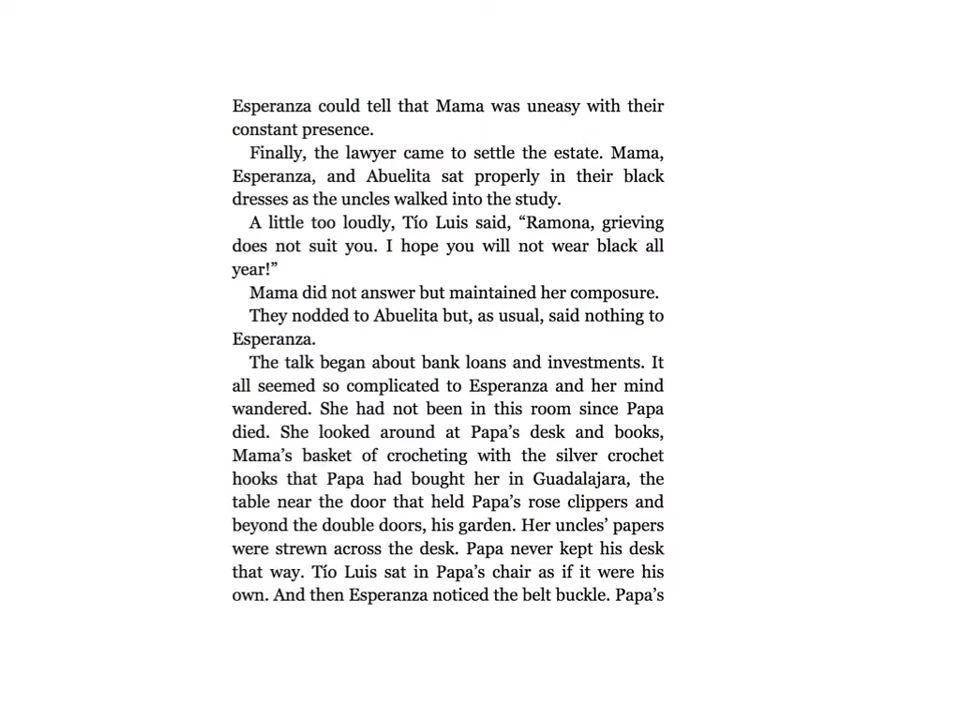 Esperanza could tell that Mama was uneasy with their
constant presence.
Finally, the lawyer came to settle the estate. Mama,
Esperanza, and Abuelita sat properly in their black
dresses as the uncles walked into the study.
A little too loudly, Tío Luis said, “Ramona, grieving
does not suit you. I hope you will not wear black all
year!”
Mama did not answer but maintained her composure.
They nodded to Abuelita but, as usual, said nothing to
Esperanza.
The talk began about bank loans and investments. It
all seemed so complicated to Esperanza and her mind
wandered. She had not been in this room since Papa
died. She looked around at Papa’s desk and books,
Mama’s basket of crocheting with the silver crochet
hooks that Papa had bought her in Guadalajara, the
table near the door that held Papa’s rose clippers and
beyond the double doors, his garden. Her uncles’ papers
were strewn across the desk. Papa never kept his desk
that way. Tío Luis sat in Papa’s chair as if it were his
own. And then Esperanza noticed the belt buckle. Papa’s